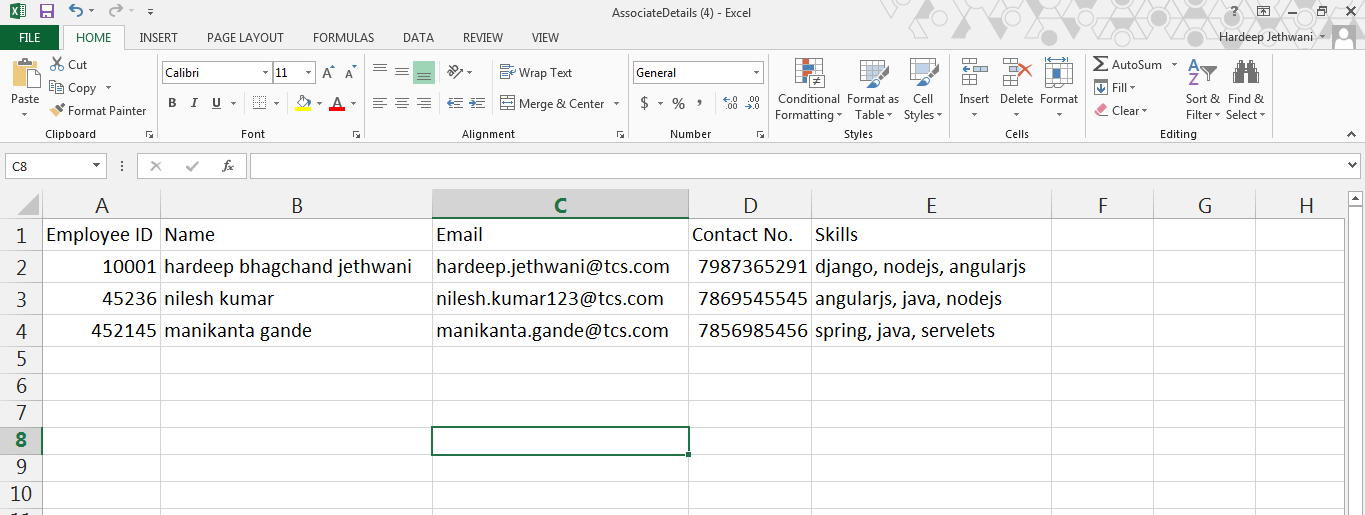 AssociateDetails (4) - Excel
?
FILE HOME INSERT PAGE LAYOUT FORMULAS DATA REVIEW VIEW Hardeep Jethwani
Paste
Cut
Copy
Format Painter
Clipboard
Calibri 11 A A
B I U A
Font
Wrap Text
Merge & Center
Alignment
General
$ % , .00 .0
Number
Conditional Formatting
Format as Table
Cell Styles
Styles
Insert Delete Format
Cells
AutoSum
Fill
Clear
Sort & Filter
Find & Select
Editing
C8 fx
A B C D E F G H
1 Employee ID Name Email Contact No. Skills
2 10001 hardeep bhagchand jethwani hardeep.jethwani@tcs.com 7987365291 django, nodejs, angularjs
3 45236 nilesh kumar nilesh.kumar123@tcs.com 7869545545 angularjs, java, nodejs
4 452145 manikanta gande manikanta.gande@tcs.com 7856985456 spring, java, servelets
5
6
7
8
9
10